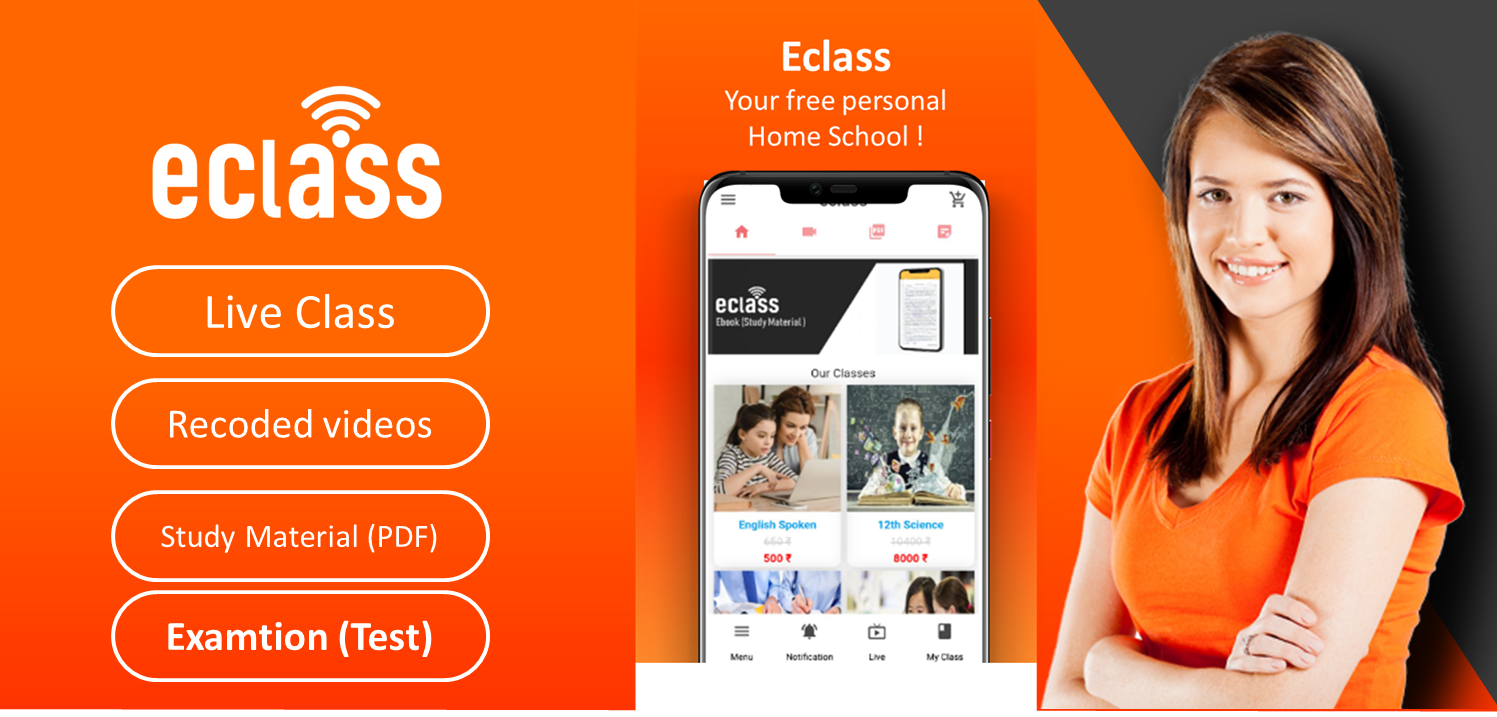 eclass
Live Class
Recoded videos
Study Material (PDF)
Examtion (Test)
Eclass
Your free personal
Home School !
eclass
PDF
eclass
Ebook (Study Material)
Our Classes
English Spoken
650 ₹
500 ₹
12th Science
10400 ₹
8000 ₹
Menu
Notification
Live
My Class